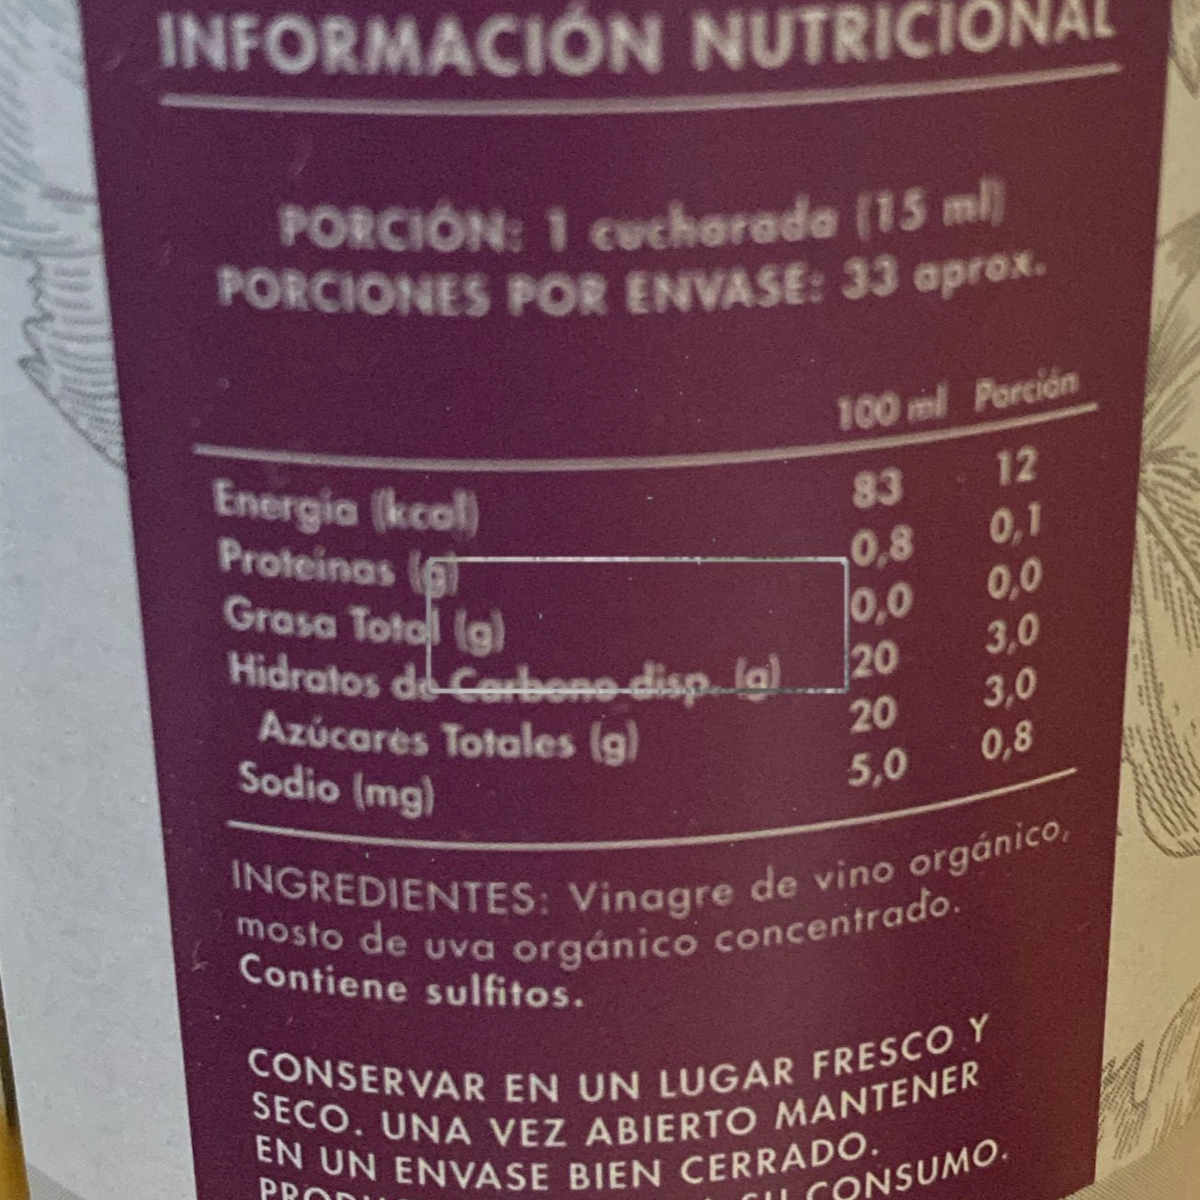 INFORMACIÓN NUTRICIONAL
PORCIÓN: 1 cucharada (15 ml)
PORCIONES POR ENVASE: 33 aprox.
100 ml Porción
Energía (kcal) 83 12
Proteínas (g) 0,8 0,1
Grasa Total (g) 0,0 0,0
Hidratos de Carbono disp. (g) 20 3,0
Azúcares Totales (g) 20 3,0
Sodio (mg) 5,0 0,8
INGREDIENTES: Vinagre de vino orgánico,
mosto de uva orgánico concentrado.
Contiene sulfitos.
CONSERVAR EN UN LUGAR FRESCO Y
SECO. UNA VEZ ABIERTO MANTENER
EN UN ENVASE BIEN CERRADO.
SU CONSUMO.